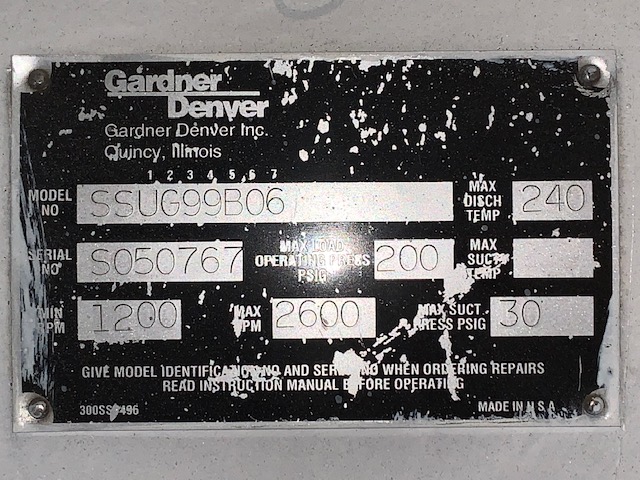 Gardner
Denver
Gardner Denver Inc.
Quincy, Illinois
1 2 3 4 5 6 7
MODEL NO SSUG99B06 MAX DISCH TEMP 240
SERIAL NO S050767 MAX LOAD OPERATING PRESS PSIG 200 MAX SUCT TEMP
MIN RPM 1200 MAX RPM 2600 MAX SUCT PRESS PSIG 30
GIVE MODEL IDENTIFICATION NO AND SERIAL NO WHEN ORDERING REPAIRS
READ INSTRUCTION MANUAL BEFORE OPERATING
MADE IN U S A